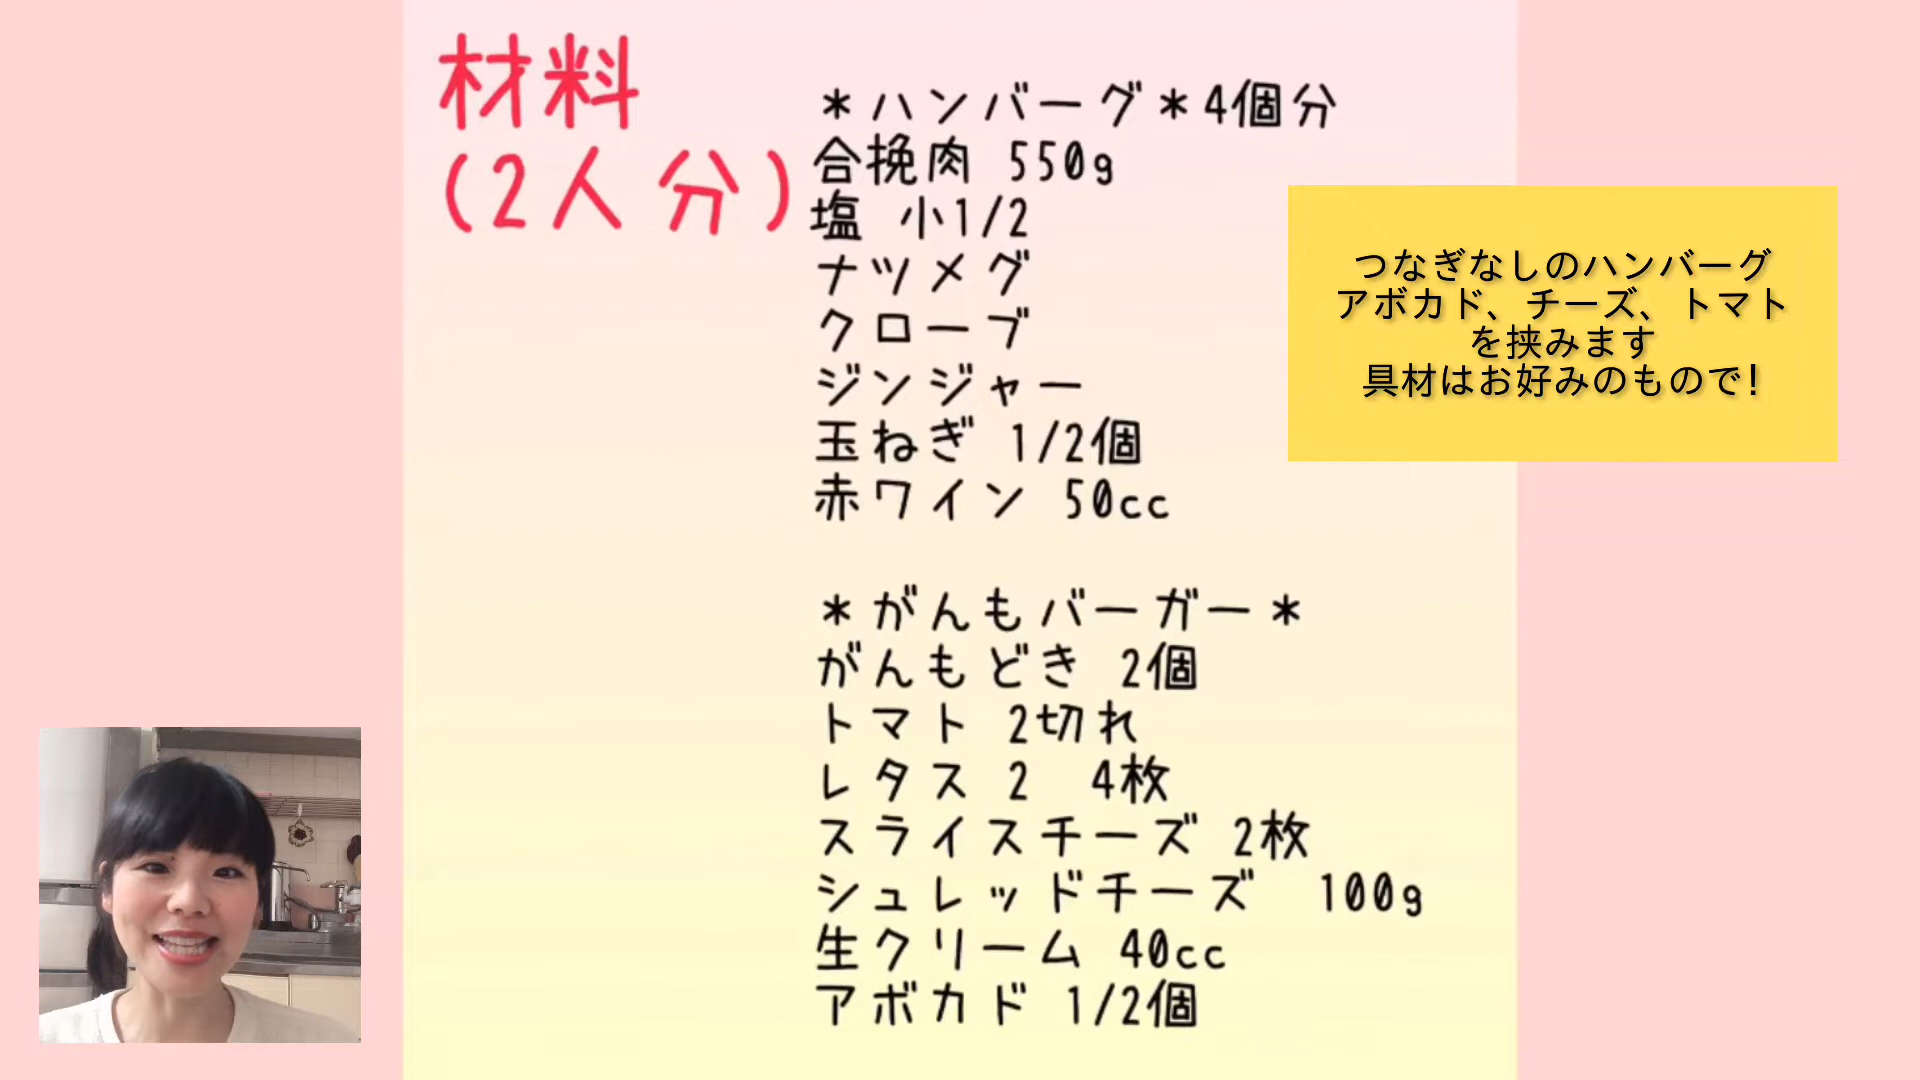 材料
(2人分)
*ハンバーグ*4個分
合挽肉 550g
塩 小1/2
ナツメグ
クローブ
ジンジャー
玉ねぎ 1/2個
赤ワイン 50cc
*がんもバーガー*
がんもどき 2個
トマト 2切れ
レタス 2　4枚
スライスチーズ 2枚
シュレッドチーズ　100g
生クリーム 40cc
アボカド 1/2個
つなぎなしのハンバーグ
アボカド、チーズ、トマト
を挟みます
具材はお好みのもので!